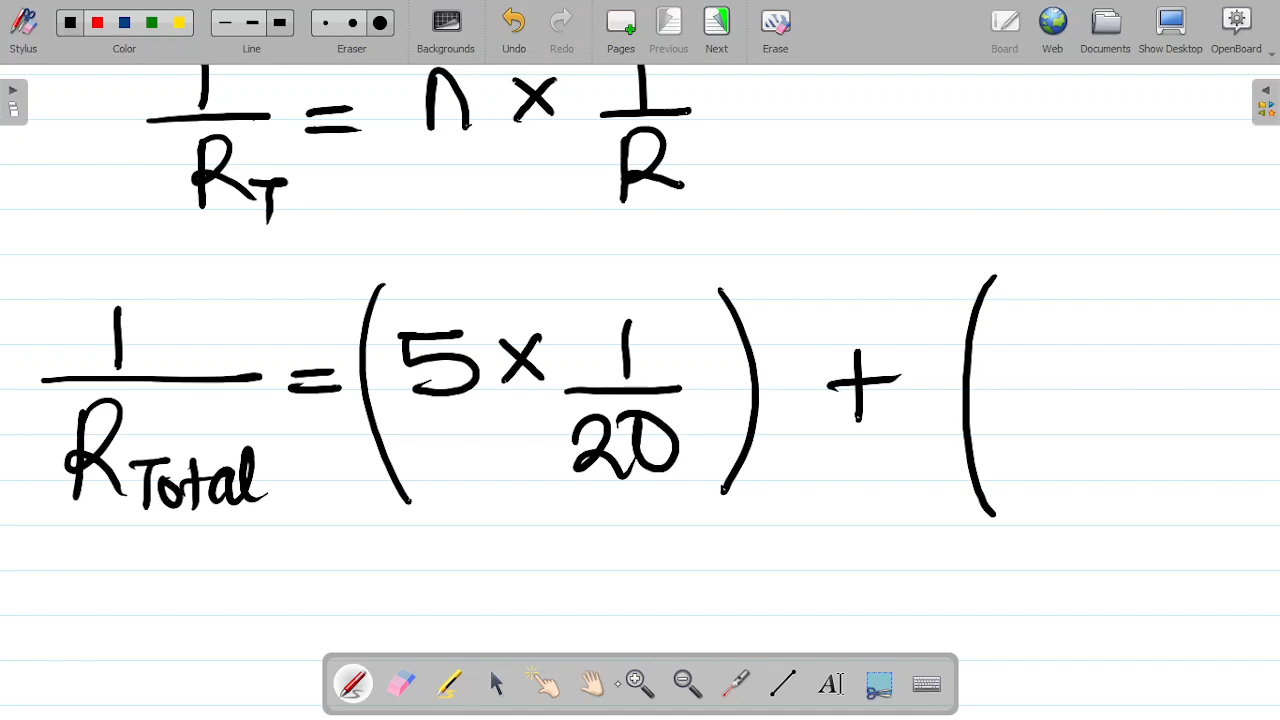 Stylus Color Line Eraser Backgrounds Undo Redo Pages Previous Next Erase Board Web Documents Show Desktop OpenBoard
1/R_T = n × 1/R
1/R_Total = (5 × 1/20) + (
AI